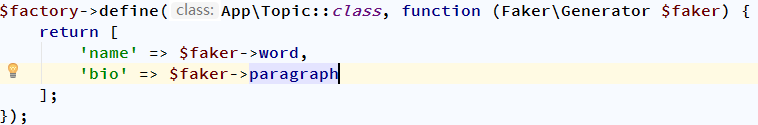 $factory->define( class: App\Topic::class, function (Faker\Generator $faker) {
    return [
        'name' => $faker->word,
        'bio' => $faker->paragraph
    ];
});